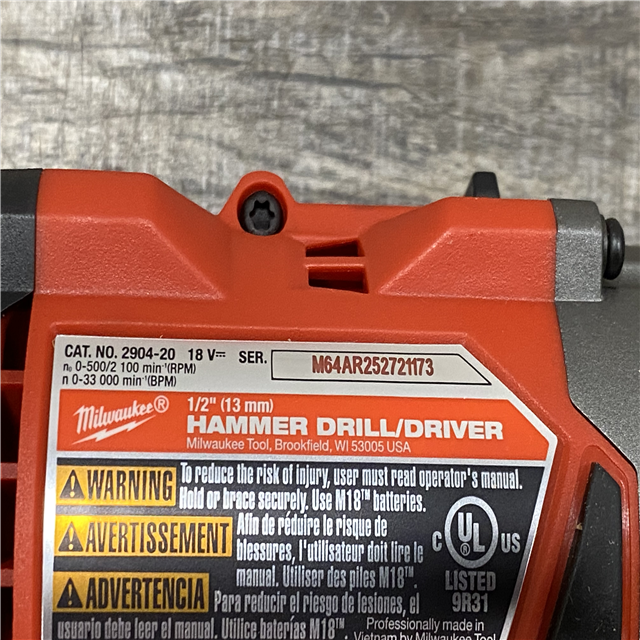 CAT. NO. 2904-20 18 V⎓ SER. M64AR252721173
n₀ 0-500/2 100 min⁻¹(RPM)
n 0-33 000 min⁻¹(BPM)
Milwaukee®
1/2" (13 mm)
HAMMER DRILL/DRIVER
Milwaukee Tool, Brookfield, WI 53005 USA
WARNING To reduce the risk of injury, user must read operator's manual.
Hold or brace securely. Use M18™ batteries.
AVERTISSEMENT Afin de réduire le risque de
blessures, l'utilisateur doit lire le
manual. Utiliser des piles M18™.
ADVERTENCIA Para reducir el riesgo de lesiones, el
usuario debe leer el manual. Utilice baterías M18™
C UL US
LISTED
9R31
Professionally made in
Vietnam by Milwaukee Tool